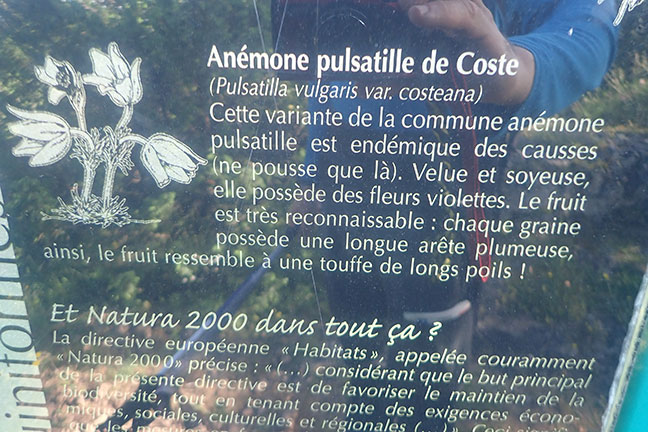 Anémone pulsatille de Coste
(Pulsatilla vulgaris var. costeana)
Cette variante de la commune anémone
pulsatille est endémique des causses
(ne pousse que là). Velue et soyeuse,
elle possède des fleurs violettes. Le fruit
est très reconnaissable : chaque graine
possède une longue arête plumeuse,
ainsi, le fruit ressemble à une touffe de longs poils !
Et Natura 2000 dans tout ça ?
La directive européenne « Habitats », appelée couramment
« Natura 2000 » précise : « (...) considérant que le but principal
de la présente directive est de favoriser le maintien de la
biodiversité, tout en tenant compte des exigences écono-
miques, sociales, culturelles et régionales (...) ». Ceci
que les mesures